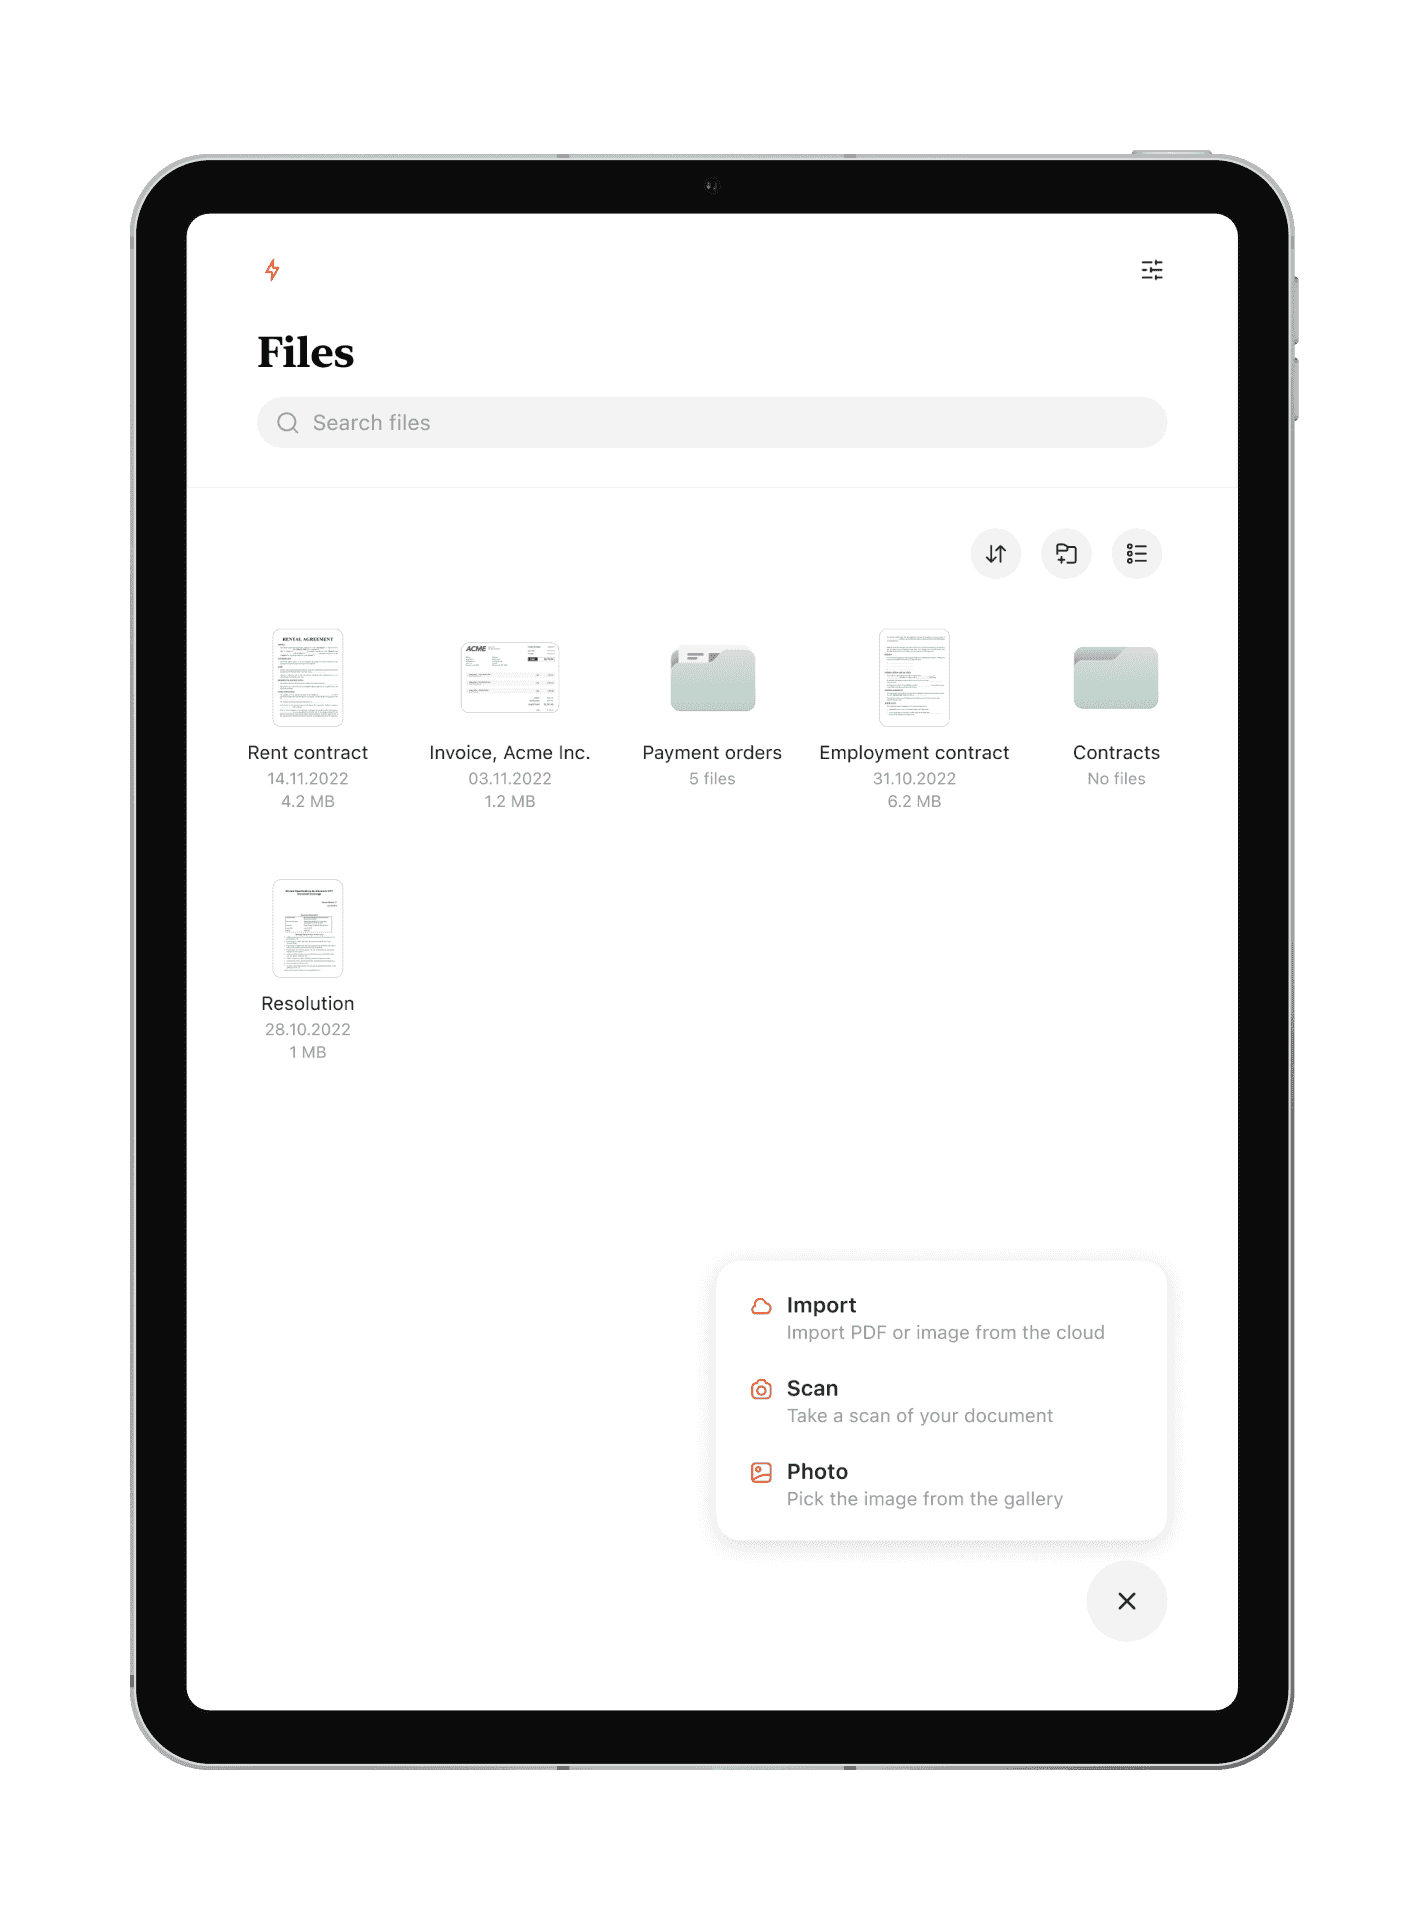 Files
Search files
RENTAL AGREEMENT
ACME
Rent contract
14.11.2022
4.2 MB
Invoice, Acme Inc.
03.11.2022
1.2 MB
Payment orders
5 files
Employment contract
31.10.2022
6.2 MB
Contracts
No files
Resolution
28.10.2022
1 MB
Import
Import PDF or image from the cloud
Scan
Take a scan of your document
Photo
Pick the image from the gallery